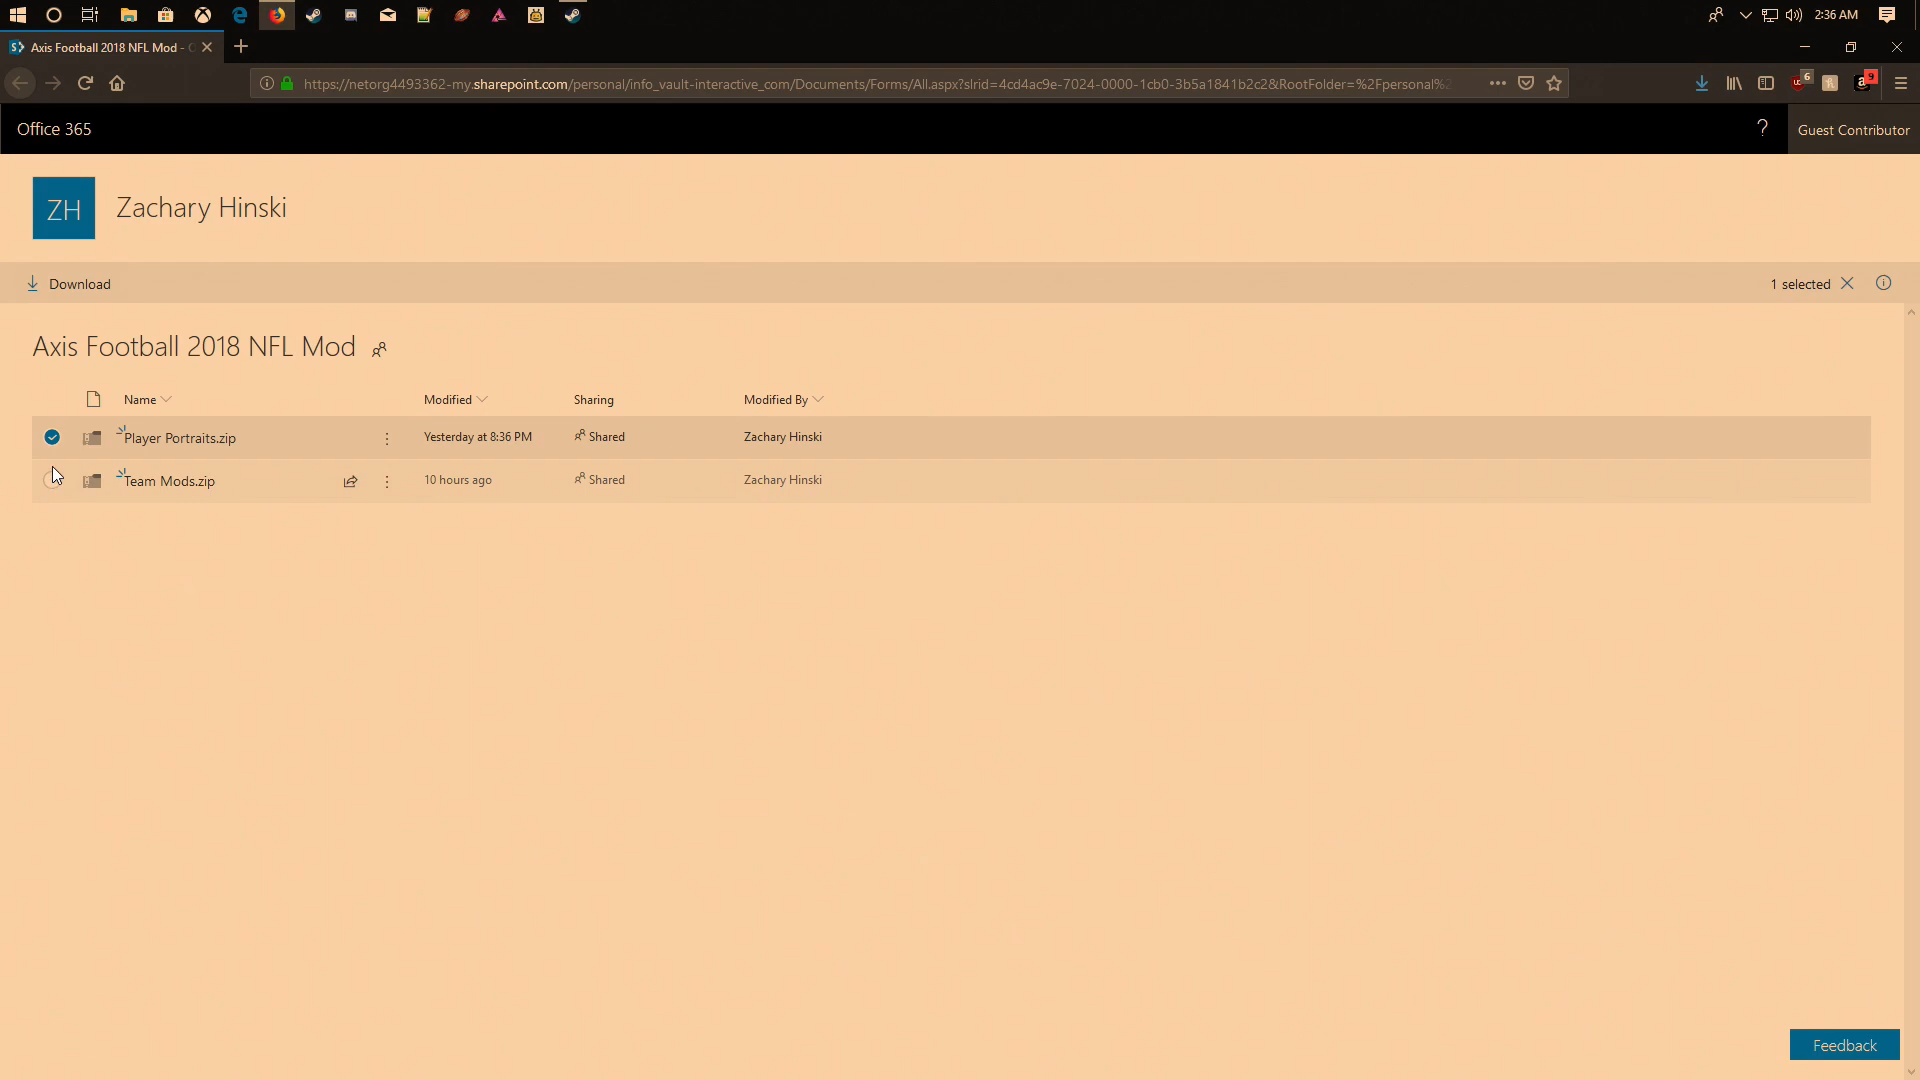 2:36 AM
Axis Football 2018 NFL Mod -
https://netorg4493362-my.sharepoint.com/personal/info_vault-interactive_com/Documents/Forms/All.aspx?slrid=4cd4ac9e-7024-0000-1cb0-3b5a1841b2c2&RootFolder=%2Fpersonal%2 6 9
Office 365 ? Guest Contributor
ZH Zachary Hinski
Download 1 selected
Axis Football 2018 NFL Mod
Name Modified Sharing Modified By
Player Portraits.zip Yesterday at 8:36 PM Shared Zachary Hinski
Team Mods.zip 10 hours ago Shared Zachary Hinski
Feedback